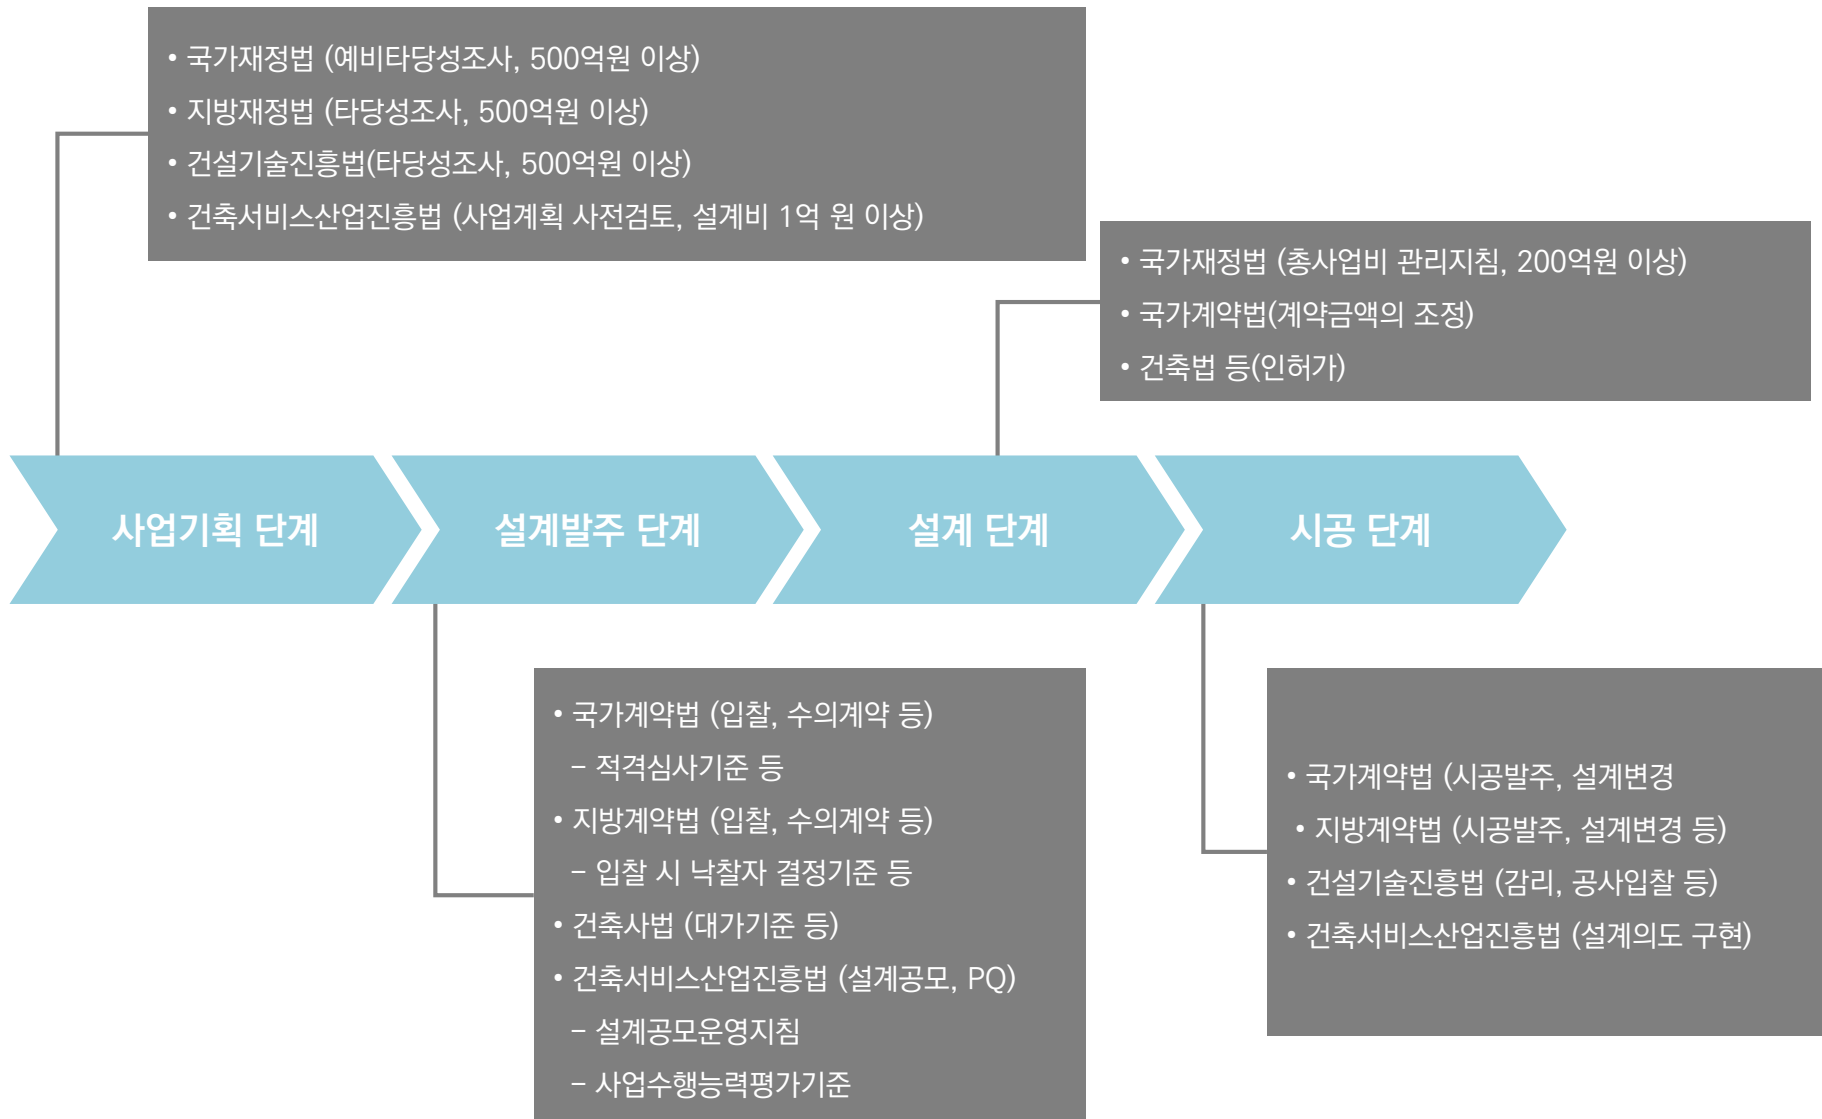 • 국가재정법 (예비타당성조사, 500억원 이상)
• 지방재정법 (타당성조사, 500억원 이상)
• 건설기술진흥법(타당성조사, 500억원 이상)
• 건축서비스산업진흥법 (사업계획 사전검토, 설계비 1억 원 이상)
• 국가재정법 (총사업비 관리지침, 200억원 이상)
• 국가계약법(계약금액의 조정)
• 건축법 등(인허가)
사업기획 단계
설계발주 단계
설계 단계
시공 단계
• 국가계약법 (입찰, 수의계약 등)
– 적격심사기준 등
• 지방계약법 (입찰, 수의계약 등)
– 입찰 시 낙찰자 결정기준 등
• 건축사법 (대가기준 등)
• 건축서비스산업진흥법 (설계공모, PQ)
– 설계공모운영지침
– 사업수행능력평가기준
• 국가계약법 (시공발주, 설계변경
• 지방계약법 (시공발주, 설계변경 등)
• 건설기술진흥법 (감리, 공사입찰 등)
• 건축서비스산업진흥법 (설계의도 구현)